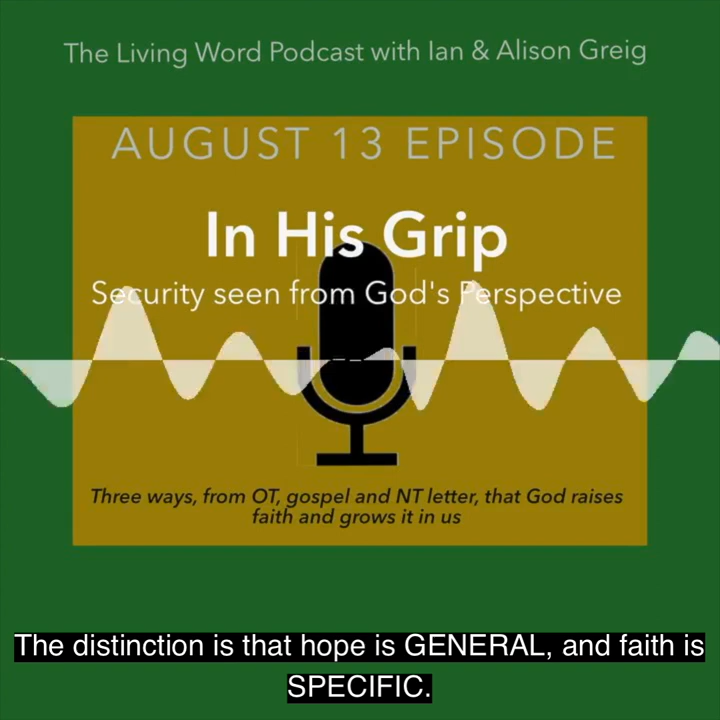 The Living Word Podcast with Ian & Alison Greig
AUGUST 13 EPISODE
In His Grip
Security seen from God's Perspective
Three ways, from OT, gospel and NT letter, that God raises
faith and grows it in us
The distinction is that hope is GENERAL, and faith is
SPECIFIC.